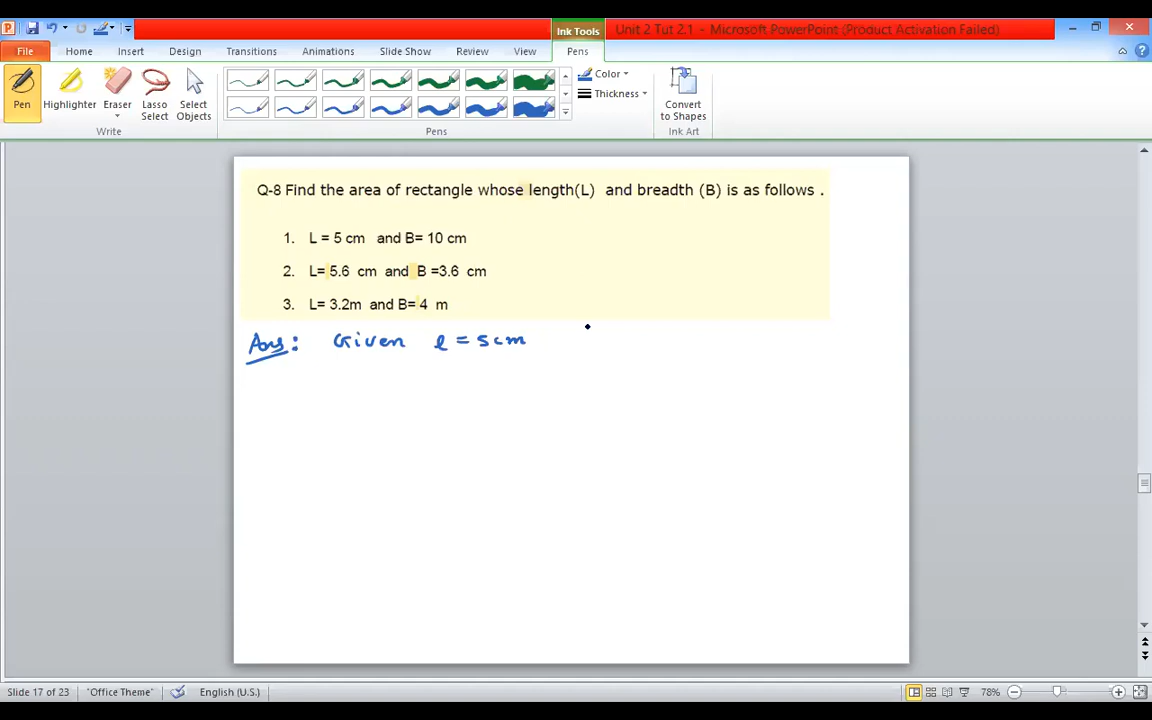 Ink Tools
Unit 2 Tut 2.1 - Microsoft PowerPoint (Product Activation Failed)
File Home Insert Design Transitions Animations Slide Show Review View Pens
Pen Highlighter Eraser Lasso Select Select Objects
Color
Thickness
Convert to Shapes
Write Pens Ink Art
Q-8 Find the area of rectangle whose length(L) and breadth (B) is as follows .
1. L = 5 cm and B= 10 cm
2. L= 5.6 cm and B =3.6 cm
3. L= 3.2m and B= 4 m
Ans: Given l = 5cm
Slide 17 of 23 "Office Theme" English (U.S.) 78%